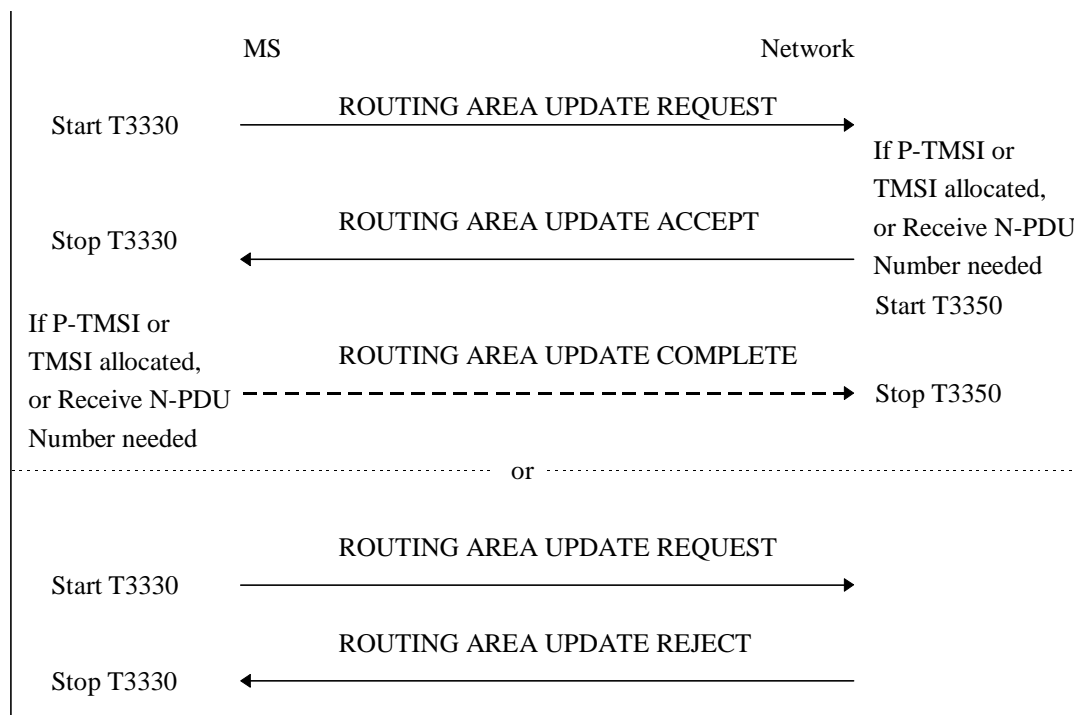 MS
Network
ROUTING AREA UPDATE REQUEST
Start T3330
If P-TMSI or
TMSI allocated,
or Receive N-PDU
Number needed
Start T3350
ROUTING AREA UPDATE ACCEPT
Stop T3330
If P-TMSI or
TMSI allocated,
or Receive N-PDU
Number needed
ROUTING AREA UPDATE COMPLETE
Stop T3350
or
ROUTING AREA UPDATE REQUEST
Start T3330
ROUTING AREA UPDATE REJECT
Stop T3330